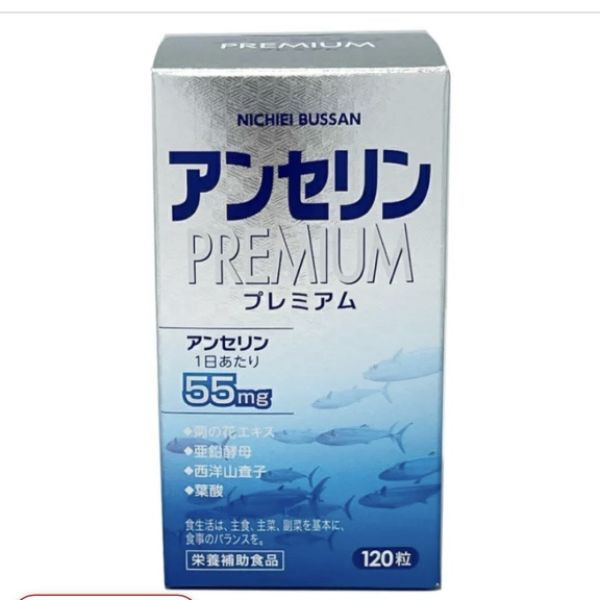 PREMIUM
NICHIEI BUSSAN
アンセリン
PREMIUM
プレミアム
アンセリン
1日あたり
55mg
◆菊の花エキス
◆亜鉛酵母
◆西洋山査子
◆葉酸
食生活は、主食、主菜、副菜を基本に、
食事のバランスを。
栄養補助食品
120粒